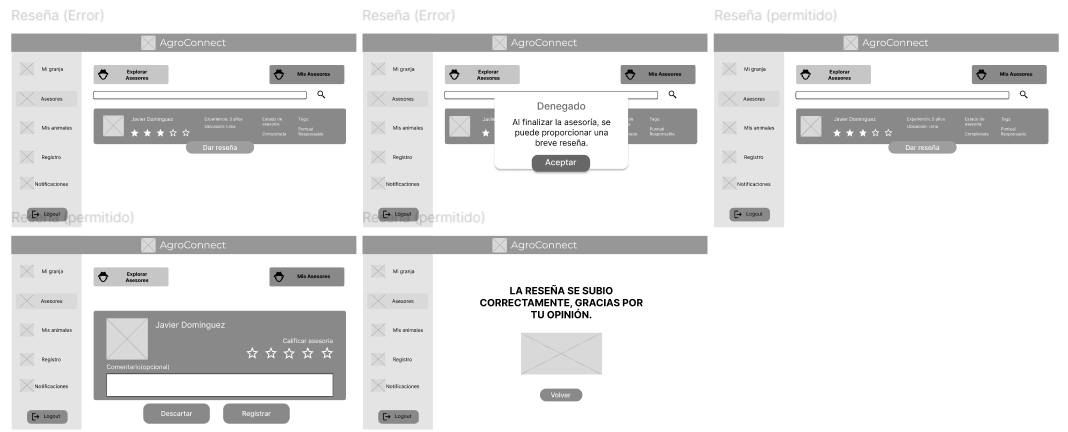 Reseña (Error)
AgroConnect
Mi granja
Asesores
Mis animales
Registro
Notificaciones
Logout
Explorar
Asesores
Mis Asesores
Javier Dominguez
Experiencia: 5 años
Ubicación: Lima
Estado de
asesoría:
Completada
Tags:
Puntual
Responsable
Dar reseña
Reseña (Error)
AgroConnect
Mi granja
Asesores
Mis animales
Registro
Notificaciones
Logout
Explorar
Asesores
Mis Asesores
Denegado
Al finalizar la asesoría, se
puede proporcionar una
breve reseña.
Aceptar
Tags:
Puntual
Responsable
Reseña (permitido)
AgroConnect
Mi granja
Asesores
Mis animales
Registro
Notificaciones
Logout
Explorar
Asesores
Mis Asesores
Javier Dominguez
Experiencia: 5 años
Ubicación: Lima
Estado de
asesoría:
Completada
Tags:
Puntual
Responsable
Dar reseña
Reseña (permitido)
AgroConnect
Mi granja
Asesores
Mis animales
Registro
Notificaciones
Logout
Explorar
Asesores
Mis Asesores
Javier Dominguez
Calificar asesoría
Comentario(opcional)
Descartar
Registrar
Reseña (permitido)
AgroConnect
Mi granja
Asesores
Mis animales
Registro
Notificaciones
Logout
LA RESEÑA SE SUBIO
CORRECTAMENTE, GRACIAS POR
TU OPINIÓN.
Volver